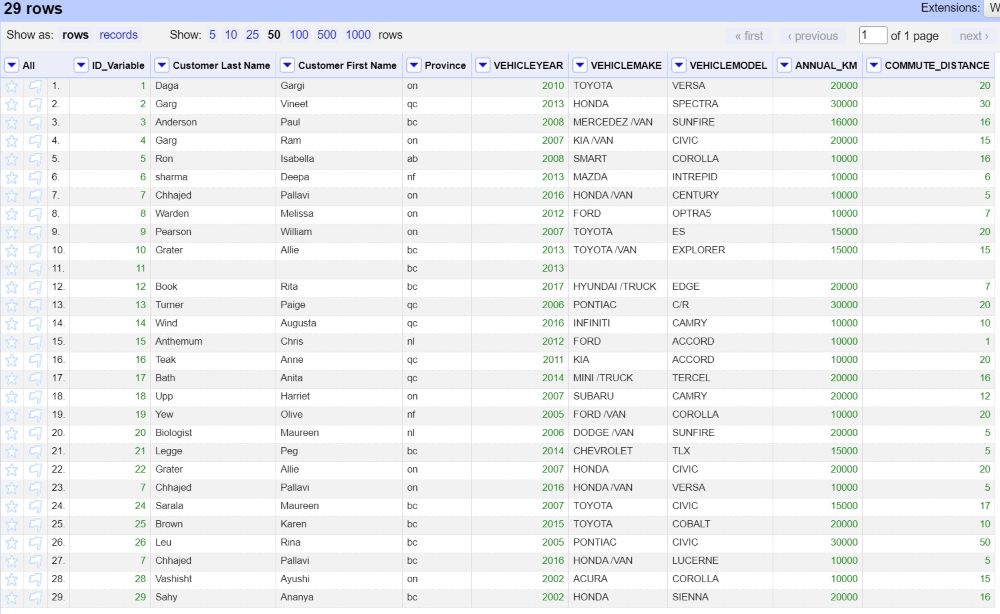 29 rows Extensions: W
Show as: rows records Show: 5 10 25 50 100 500 1000 rows « first ‹ previous 1 of 1 page next ›
All ID_Variable Customer Last Name Customer First Name Province VEHICLEYEAR VEHICLEMAKE VEHICLEMODEL ANNUAL_KM COMMUTE_DISTANCE
1. 1 Daga Gargi on 2010 TOYOTA VERSA 20000 20
2. 2 Garg Vineet qc 2013 HONDA SPECTRA 30000 30
3. 3 Anderson Paul bc 2008 MERCEDEZ /VAN SUNFIRE 16000 16
4. 4 Garg Ram on 2007 KIA /VAN CIVIC 20000 15
5. 5 Ron Isabella ab 2008 SMART COROLLA 10000 16
6. 6 sharma Deepa nf 2013 MAZDA INTREPID 10000 6
7. 7 Chhajed Pallavi on 2016 HONDA /VAN CENTURY 10000 5
8. 8 Warden Melissa on 2012 FORD OPTRA5 10000 7
9. 9 Pearson William on 2007 TOYOTA ES 15000 20
10. 10 Grater Allie bc 2013 TOYOTA /VAN EXPLORER 15000 15
11. 11 bc 2013
12. 12 Book Rita bc 2017 HYUNDAI /TRUCK EDGE 20000 7
13. 13 Turner Paige qc 2006 PONTIAC C/R 30000 20
14. 14 Wind Augusta qc 2016 INFINITI CAMRY 10000 10
15. 15 Anthemum Chris nl 2012 FORD ACCORD 10000 1
16. 16 Teak Anne qc 2011 KIA ACCORD 10000 20
17. 17 Bath Anita qc 2014 MINI /TRUCK TERCEL 20000 16
18. 18 Upp Harriet on 2007 SUBARU CAMRY 20000 12
19. 19 Yew Olive nf 2005 FORD /VAN COROLLA 10000 20
20. 20 Biologist Maureen nl 2006 DODGE /VAN SUNFIRE 20000 5
21. 21 Legge Peg bc 2014 CHEVROLET TLX 15000 5
22. 22 Grater Allie on 2007 HONDA CIVIC 20000 20
23. 7 Chhajed Pallavi on 2016 HONDA /VAN VERSA 10000 5
24. 24 Sarala Maureen bc 2007 TOYOTA CIVIC 15000 17
25. 25 Brown Karen bc 2015 TOYOTA COBALT 20000 10
26. 26 Leu Rina bc 2005 PONTIAC CIVIC 30000 50
27. 7 Chhajed Pallavi bc 2016 HONDA /VAN LUCERNE 10000 5
28. 28 Vashisht Ayushi on 2002 ACURA COROLLA 10000 15
29. 29 Sahy Ananya bc 2002 HONDA SIENNA 20000 16